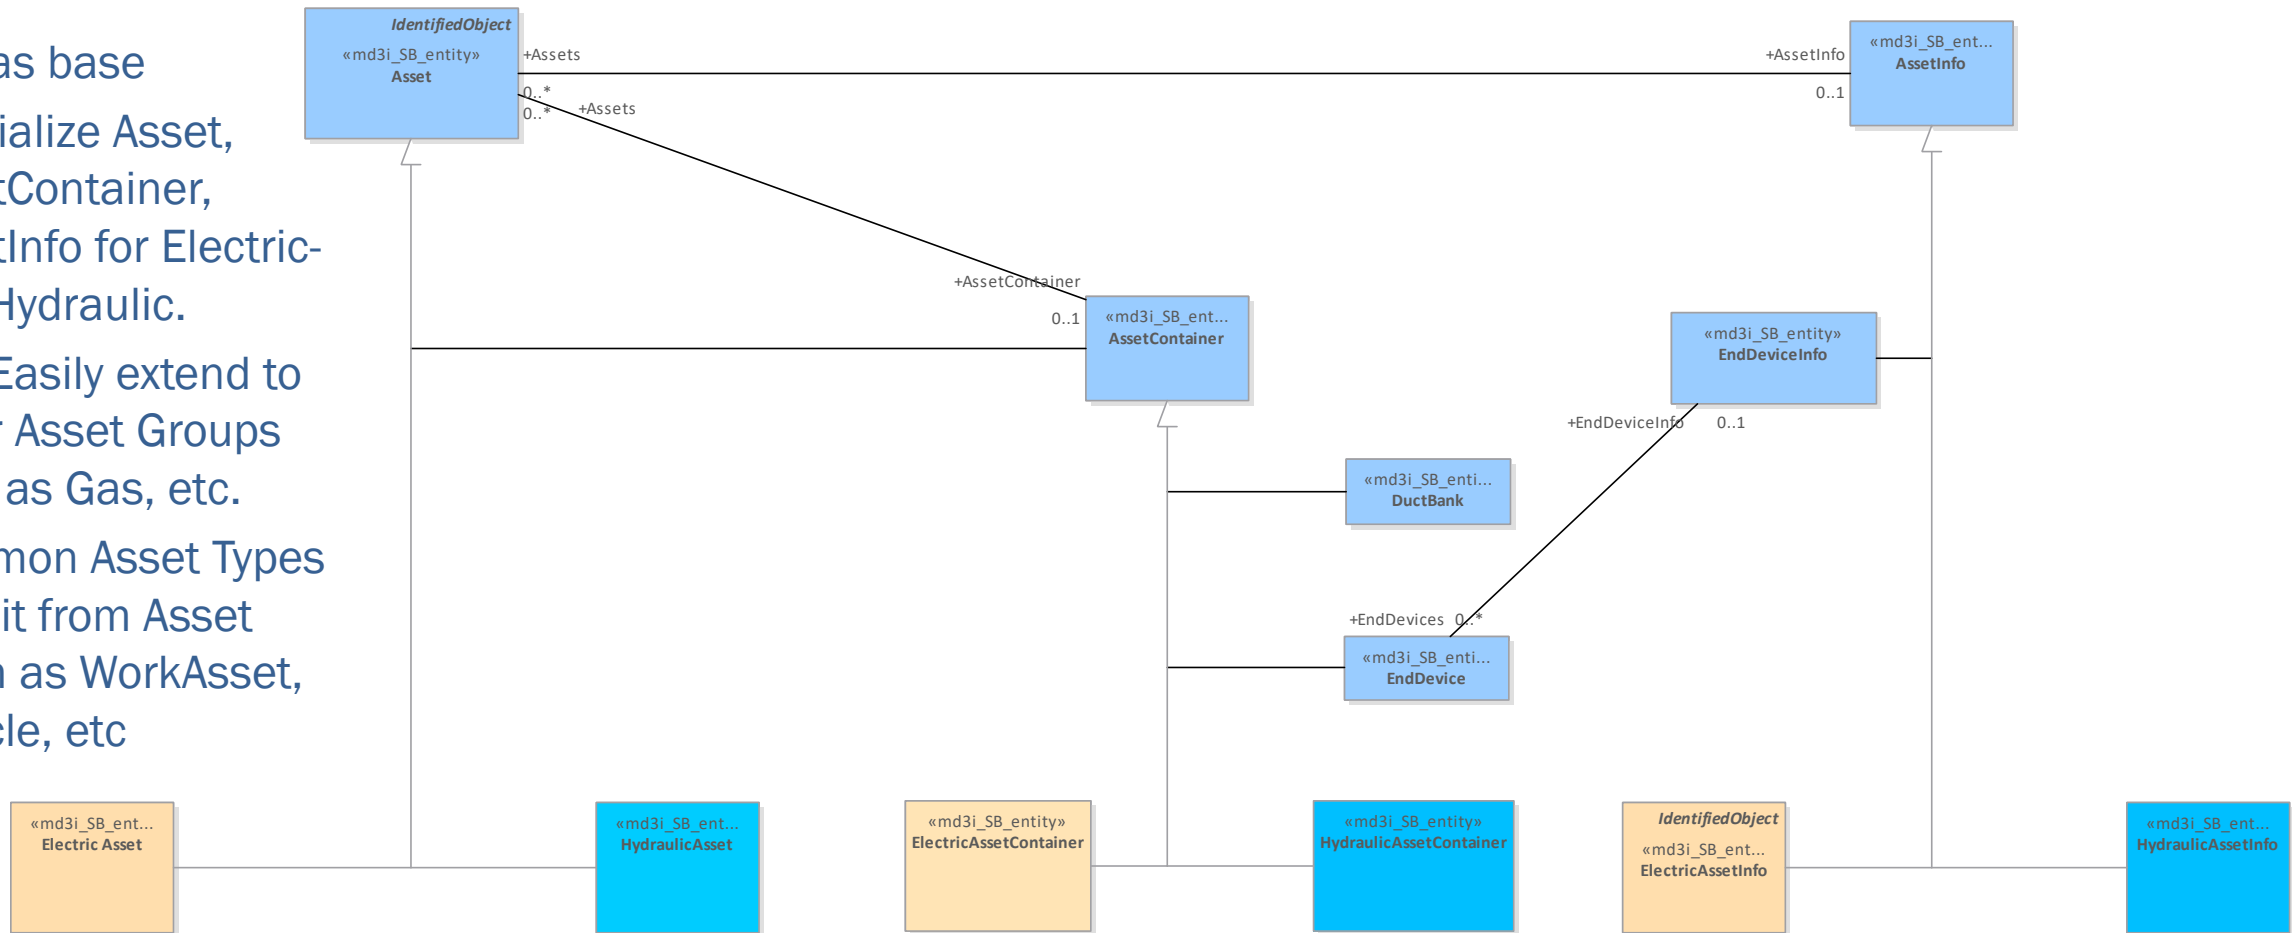 as base
ialize Asset,
tContainer,
tInfo for Electric-
Hydraulic.
Easily extend to
r Asset Groups
as Gas, etc.
mon Asset Types
it from Asset
n as WorkAsset,
cle, etc
IdentifiedObject
«md3i_SB_entity»
Asset
+Assets
0..*
0..*
+Assets
+AssetInfo
0..1
«md3i_SB_ent...
AssetInfo
+AssetContainer
0..1
«md3i_SB_ent...
AssetContainer
«md3i_SB_entity»
EndDeviceInfo
+EndDeviceInfo
0..1
«md3i_SB_enti...
DuctBank
+EndDevices 0..*
«md3i_SB_enti...
EndDevice
«md3i_SB_ent...
Electric Asset
«md3i_SB_ent...
HydraulicAsset
«md3i_SB_entity»
ElectricAssetContainer
«md3i_SB_entity»
HydraulicAssetContainer
IdentifiedObject
«md3i_SB_ent...
ElectricAssetInfo
«md3i_SB_ent...
HydraulicAssetInfo